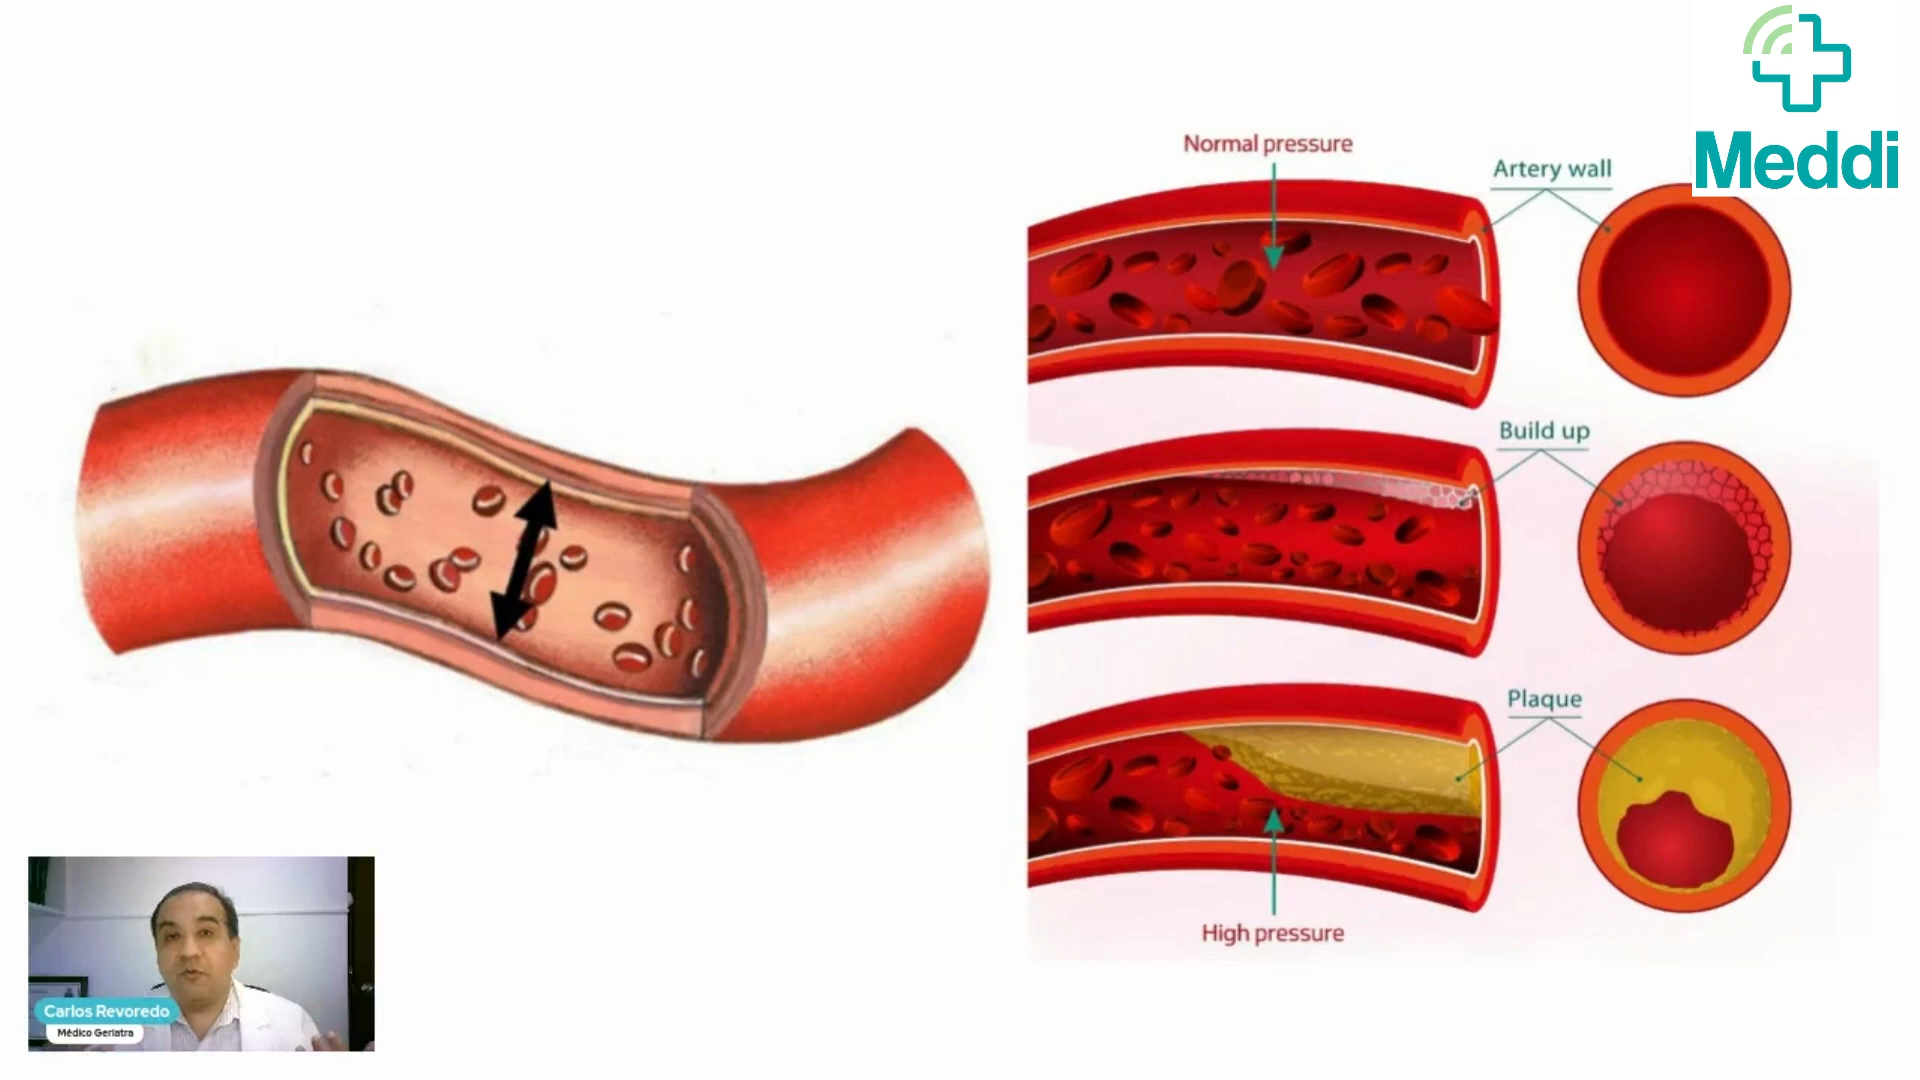 Meddi
Normal pressure
Artery wall
Build up
Plaque
High pressure
Carlos Revoredo
Médico Geriatra